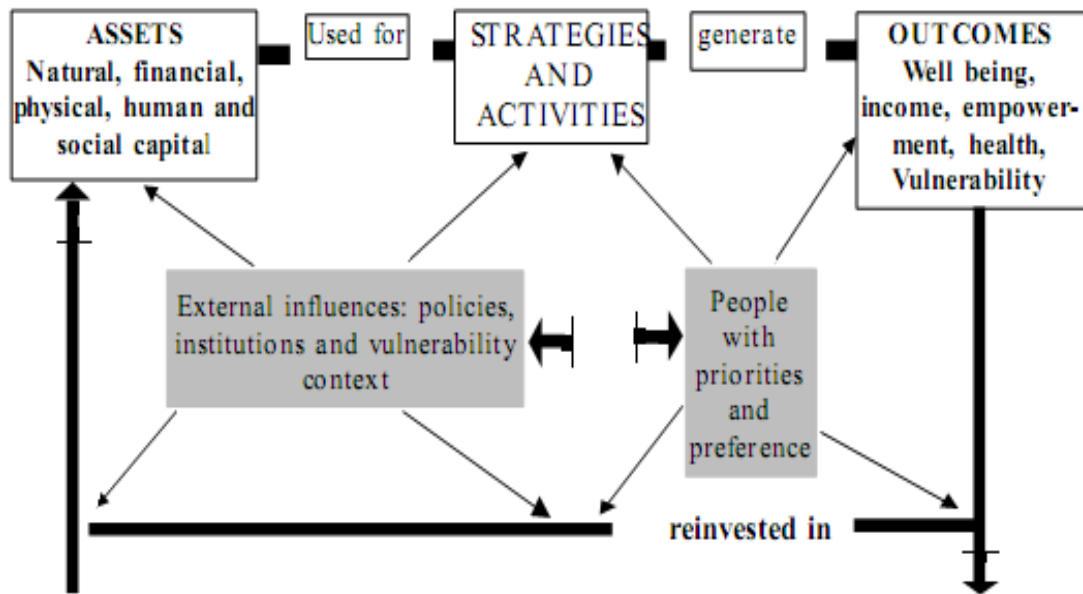 ASSETS
Natural, financial,
physical, human and
social capital
Used for
STRATEGIES
AND
ACTIVITIES
generate
OUTCOMES
Well being,
income, empower-
ment, health,
Vulnerability
External influences: policies,
institutions and vulnerability
context
People
with
priorities
and
preference
reinvested in